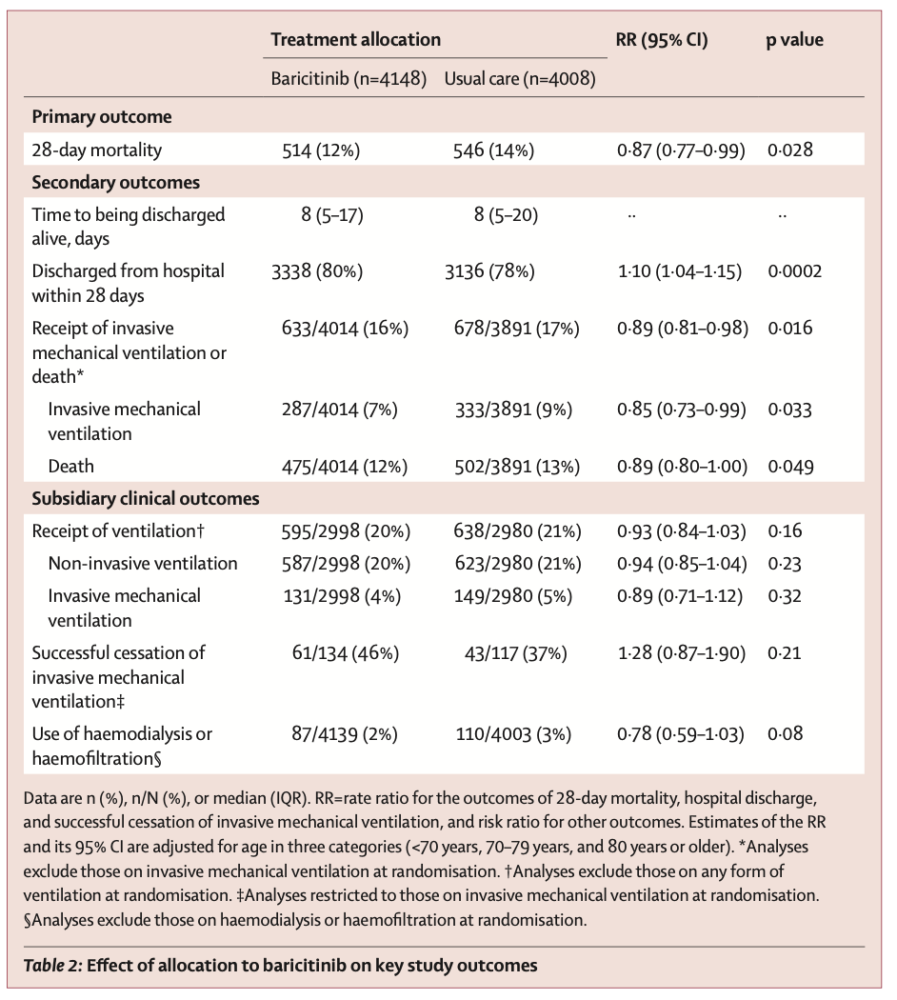 Treatment allocation RR (95% CI) p value
Baricitinib (n=4148) Usual care (n=4008)
Primary outcome
28-day mortality 514 (12%) 546 (14%) 0·87 (0·77–0·99) 0·028
Secondary outcomes
Time to being discharged 8 (5–17) 8 (5–20) ·· ··
alive, days
Discharged from hospital 3338 (80%) 3136 (78%) 1·10 (1·04–1·15) 0·0002
within 28 days
Receipt of invasive 633/4014 (16%) 678/3891 (17%) 0·89 (0·81–0·98) 0·016
mechanical ventilation or
death*
Invasive mechanical 287/4014 (7%) 333/3891 (9%) 0·85 (0·73–0·99) 0·033
ventilation
Death 475/4014 (12%) 502/3891 (13%) 0·89 (0·80–1·00) 0·049
Subsidiary clinical outcomes
Receipt of ventilation† 595/2998 (20%) 638/2980 (21%) 0·93 (0·84–1·03) 0·16
Non-invasive ventilation 587/2998 (20%) 623/2980 (21%) 0·94 (0·85–1·04) 0·23
Invasive mechanical 131/2998 (4%) 149/2980 (5%) 0·89 (0·71–1·12) 0·32
ventilation
Successful cessation of 61/134 (46%) 43/117 (37%) 1·28 (0·87–1·90) 0·21
invasive mechanical
ventilation‡
Use of haemodialysis or 87/4139 (2%) 110/4003 (3%) 0·78 (0·59–1·03) 0·08
haemofiltration§
Data are n (%), n/N (%), or median (IQR). RR=rate ratio for the outcomes of 28-day mortality, hospital discharge,
and successful cessation of invasive mechanical ventilation, and risk ratio for other outcomes. Estimates of the RR
and its 95% CI are adjusted for age in three categories (<70 years, 70–79 years, and 80 years or older). *Analyses
exclude those on invasive mechanical ventilation at randomisation. †Analyses exclude those on any form of
ventilation at randomisation. ‡Analyses restricted to those on invasive mechanical ventilation at randomisation.
§Analyses exclude those on haemodialysis or haemofiltration at randomisation.
Table 2: Effect of allocation to baricitinib on key study outcomes